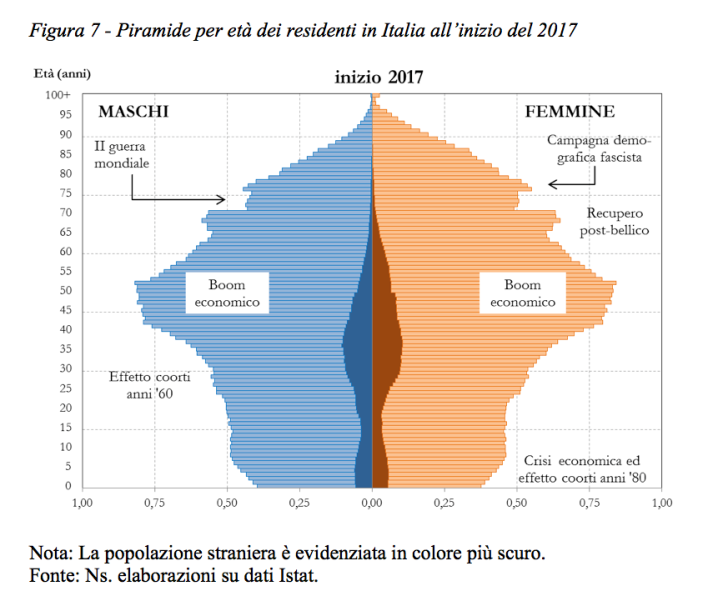 Figura 7 - Piramide per età dei residenti in Italia all'inizio del 2017
Età (anni)
inizio 2017
MASCHI
FEMMINE
100+
95
90
85
80
75
70
65
60
55
50
45
40
35
30
25
20
15
10
5
0
II guerra
mondiale
Campagna demo-
grafica fascista
Recupero
post-bellico
Boom
economico
Boom
economico
Effetto coorti
anni '60
Crisi economica ed
effetto coorti anni '80
1,00 0,75 0,50 0,25 0,00 0,25 0,50 0,75 1,00
Nota: La popolazione straniera è evidenziata in colore più scuro.
Fonte: Ns. elaborazioni su dati Istat.